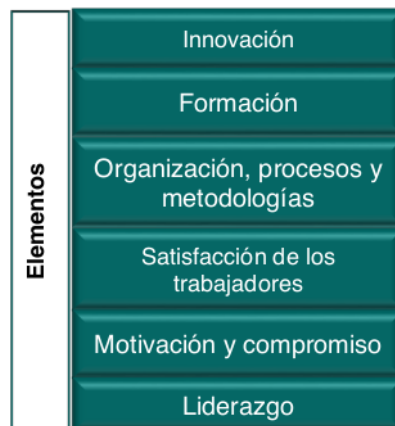 Elementos
Innovación
Formación
Organización, procesos y
metodologías
Satisfacción de los
trabajadores
Motivación y compromiso
Liderazgo